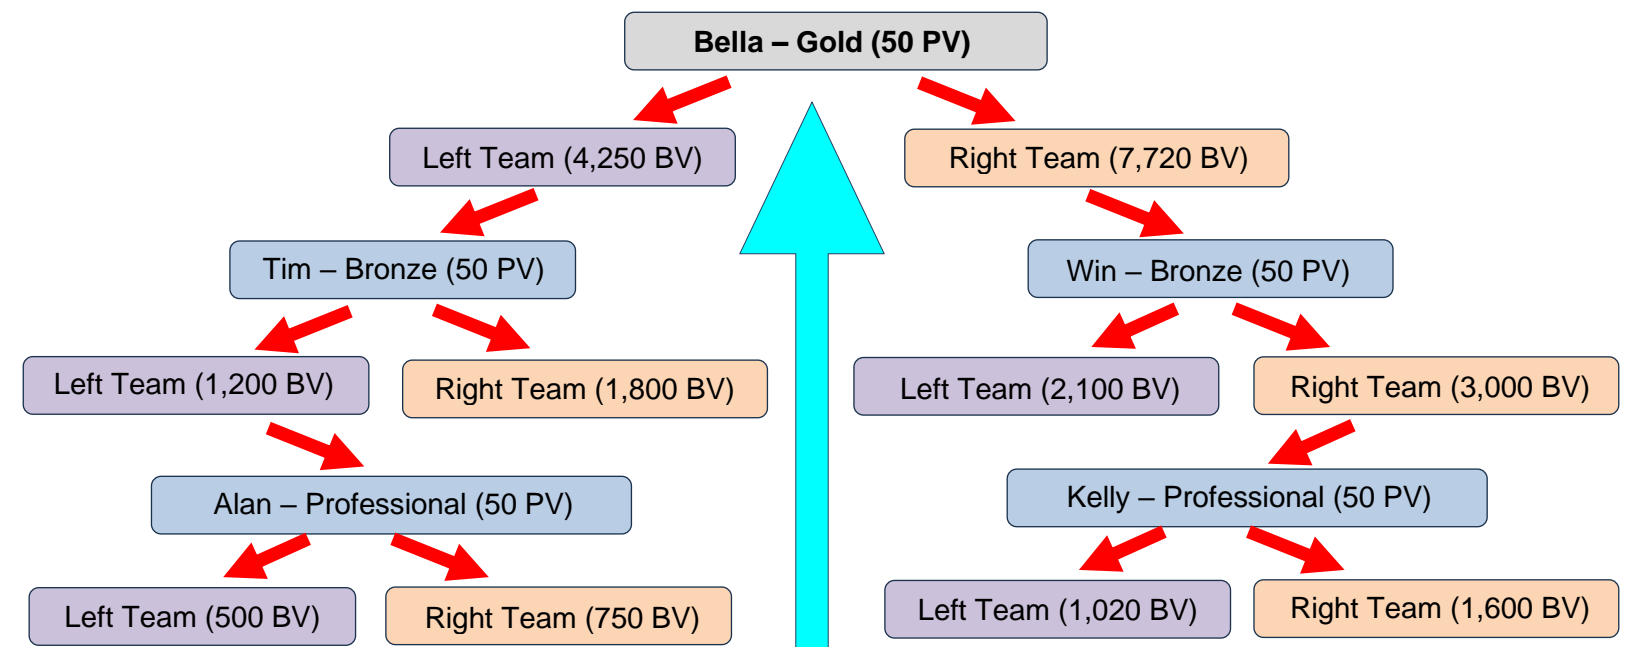 Bella – Gold (50 PV)
Left Team (4,250 BV)
Right Team (7,720 BV)
Tim – Bronze (50 PV)
Win – Bronze (50 PV)
Left Team (1,200 BV)
Right Team (1,800 BV)
Left Team (2,100 BV)
Right Team (3,000 BV)
Alan – Professional (50 PV)
Kelly – Professional (50 PV)
Left Team (500 BV)
Right Team (750 BV)
Left Team (1,020 BV)
Right Team (1,600 BV)